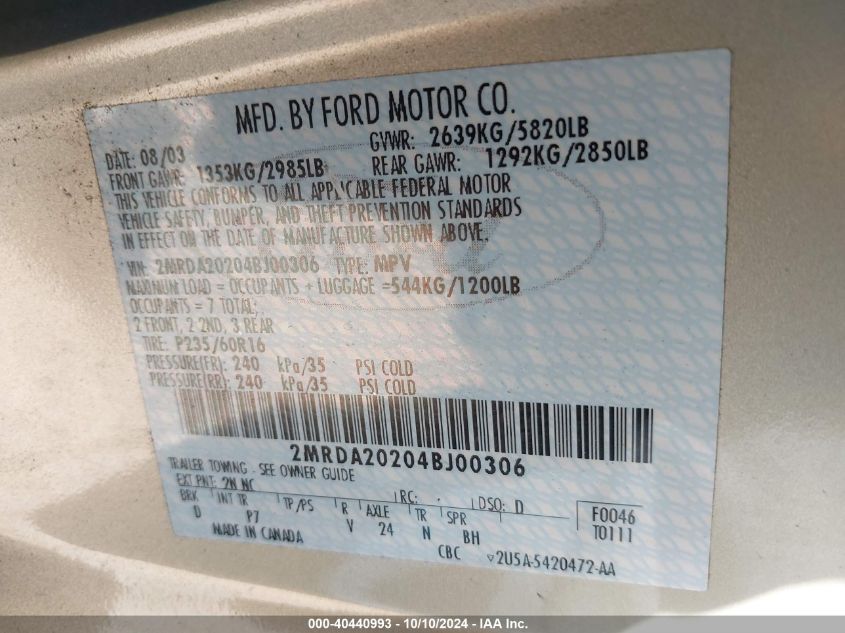 MFD. BY FORD MOTOR CO.
DATE: 08/03 GVWR: 2639KG/5820LB
FRONT GAWR: 1353KG/2985LB REAR GAWR: 1292KG/2850LB
THIS VEHICLE CONFORMS TO ALL APPLICABLE FEDERAL MOTOR
VEHICLE SAFETY, BUMPER, AND THEFT PREVENTION STANDARDS
IN EFFECT ON THE DATE OF MANUFACTURE SHOWN ABOVE.
VIN: 2MRDA20204BJ00306 TYPE: MPV
MAXIMUM LOAD = OCCUPANTS + LUGGAGE =544KG/1200LB
OCCUPANTS = 7 TOTAL:
2 FRONT, 2 2ND, 3 REAR
TIRE: P235/60R16
PRESSURE(FR): 240 kPa/35 PSI COLD
PRESSURE(RR): 240 kPa/35 PSI COLD
2MRDA20204BJ00306
TRAILER TOWING - SEE OWNER GUIDE
EXT PNT: 2N NC RC: DSO: D
BRK INT TR TP/PS R AXLE TR SPR F0046
D P7 V 24 N BH T0111
MADE IN CANADA CBC ▽2U5A-5420472-AA
000-40440993 - 10/10/2024 - IAA Inc.